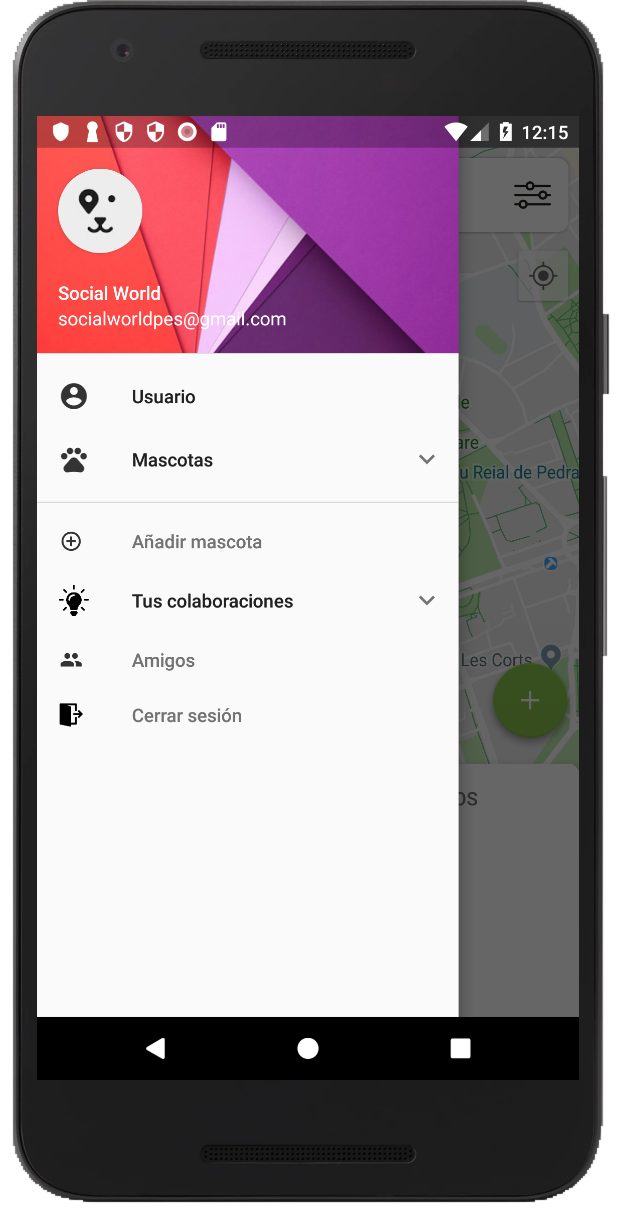 12:15
Social World
socialworldpes@gmail.com
Usuario
Mascotas
Añadir mascota
Tus colaboraciones
Amigos
Cerrar sesión
u Reial de Pedra
Les Corts